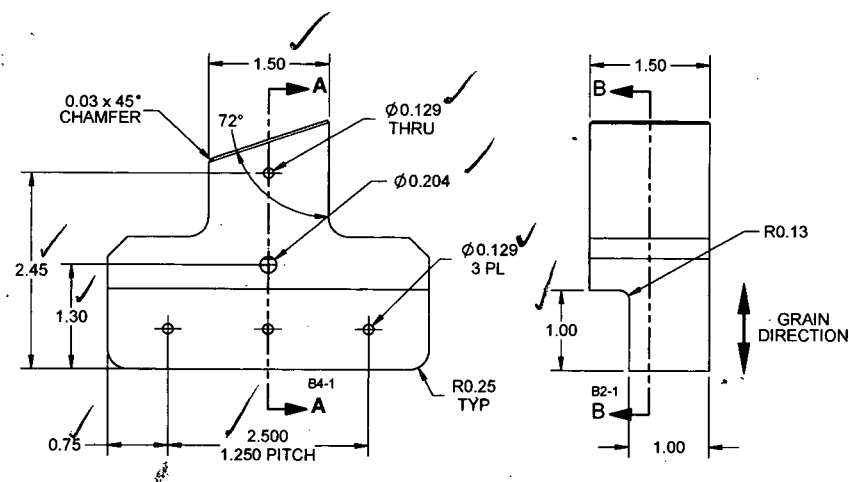 1.50
A
0.03 x 45°
CHAMFER
72°
Ø0.129
THRU
Ø0.204
Ø0.129
3 PL
2.45
1.30
B4-1
A
R0.25
TYP
0.75
2.500
1.250 PITCH
1.50
B
R0.13
1.00
GRAIN
DIRECTION
B2-1
B
1.00